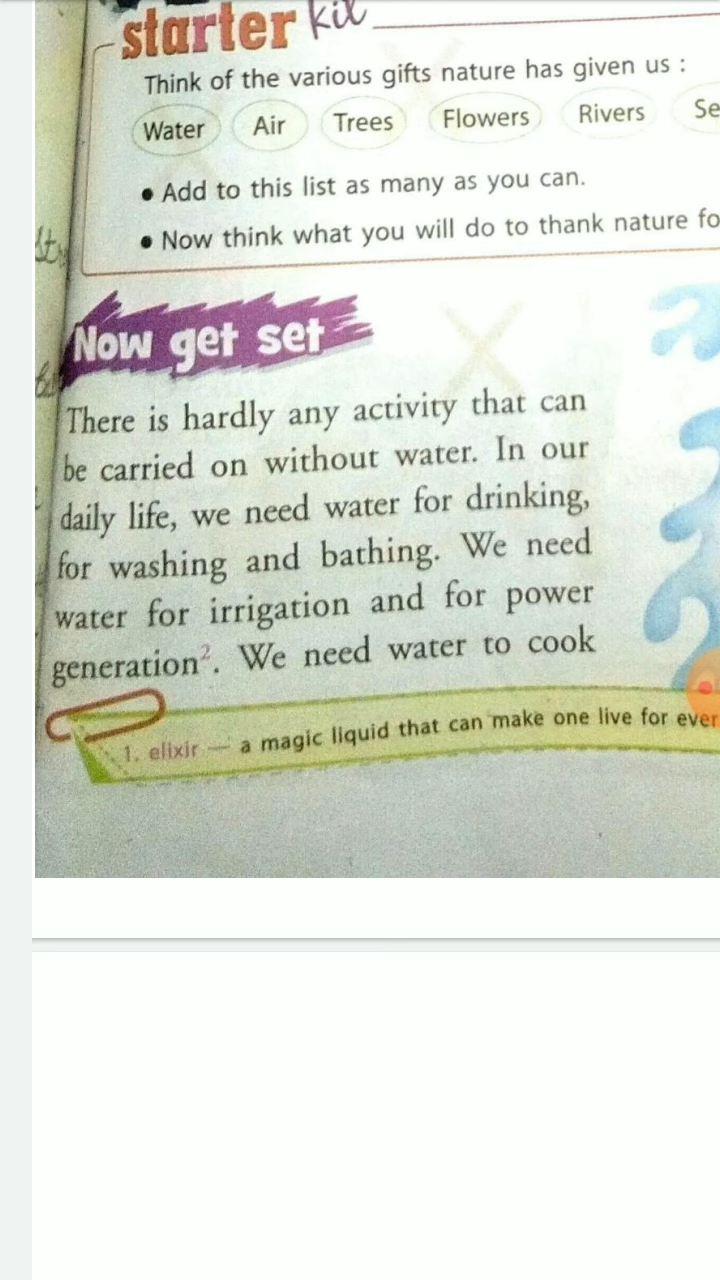 starter kit
Think of the various gifts nature has given us :
Water Air Trees Flowers Rivers Se
• Add to this list as many as you can.
• Now think what you will do to thank nature fo
Now get set
There is hardly any activity that can
be carried on without water. In our
daily life, we need water for drinking,
for washing and bathing. We need
water for irrigation and for power
generation². We need water to cook
1. elixir — a magic liquid that can make one live for ever